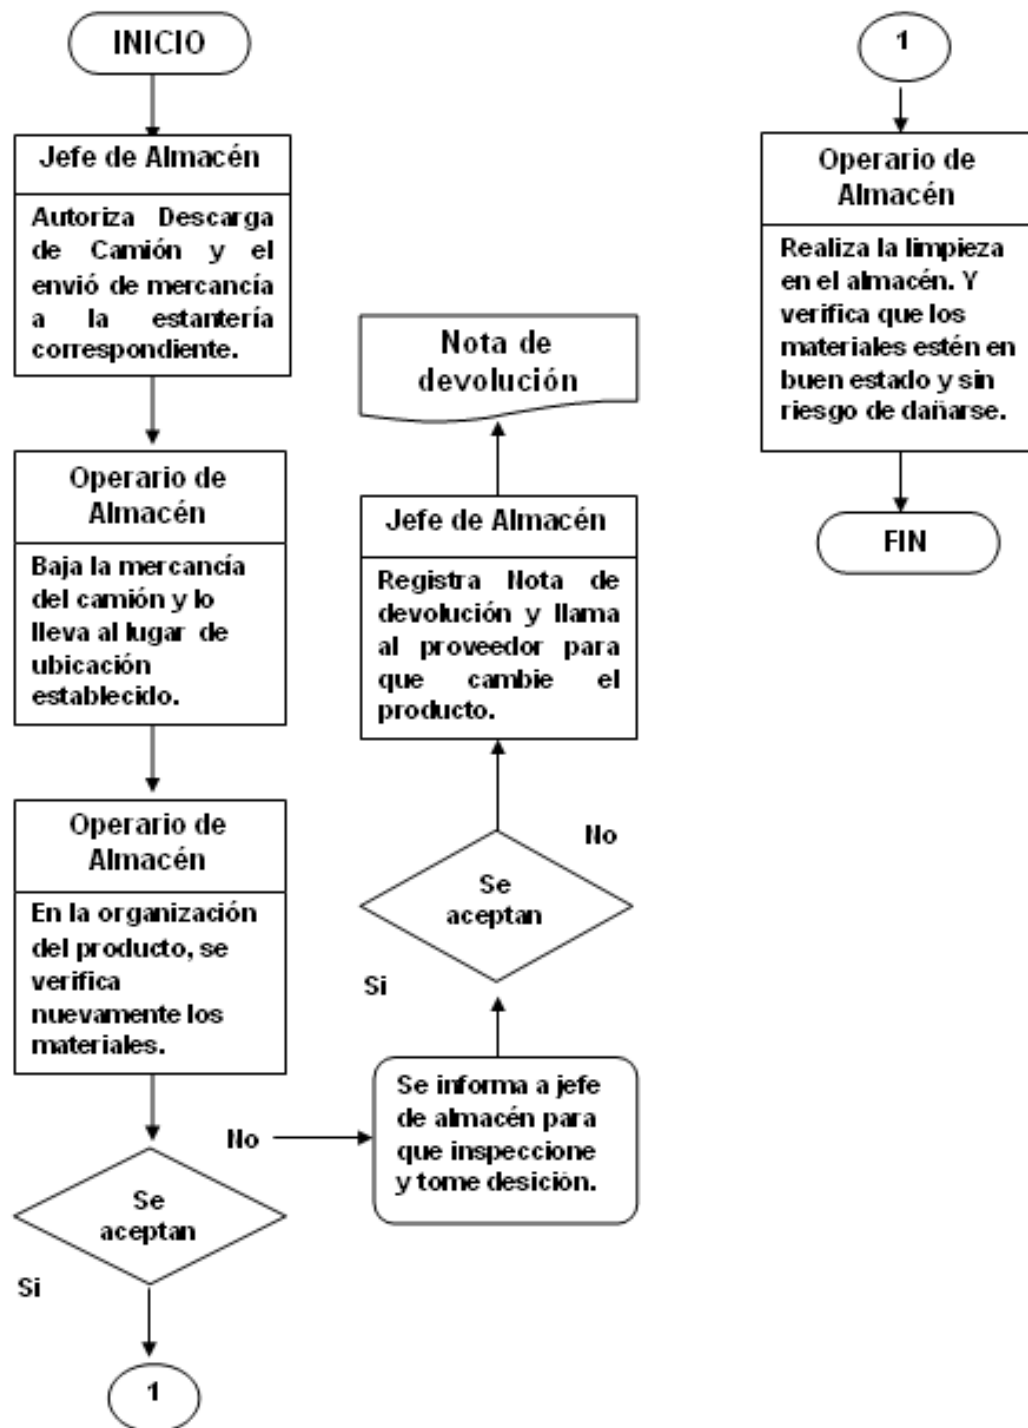 INICIO
Jefe de Almacén
Autoriza Descarga
de Camión y el
envió de mercancía
a la estantería
correspondiente.
Operario de
Almacén
Baja la mercancía
del camión y lo
lleva al lugar de
ubicación
establecido.
Operario de
Almacén
En la organización
del producto, se
verifica
nuevamente los
materiales.
Se
aceptan
No
Si
1
Se informa a jefe
de almacén para
que inspeccione
y tome desición.
Se
aceptan
No
Si
Jefe de Almacén
Registra Nota de
devolución y llama
al proveedor para
que cambie el
producto.
Nota de
devolución
1
Operario de
Almacén
Realiza la limpieza
en el almacén. Y
verifica que los
materiales estén en
buen estado y sin
riesgo de dañarse.
FIN